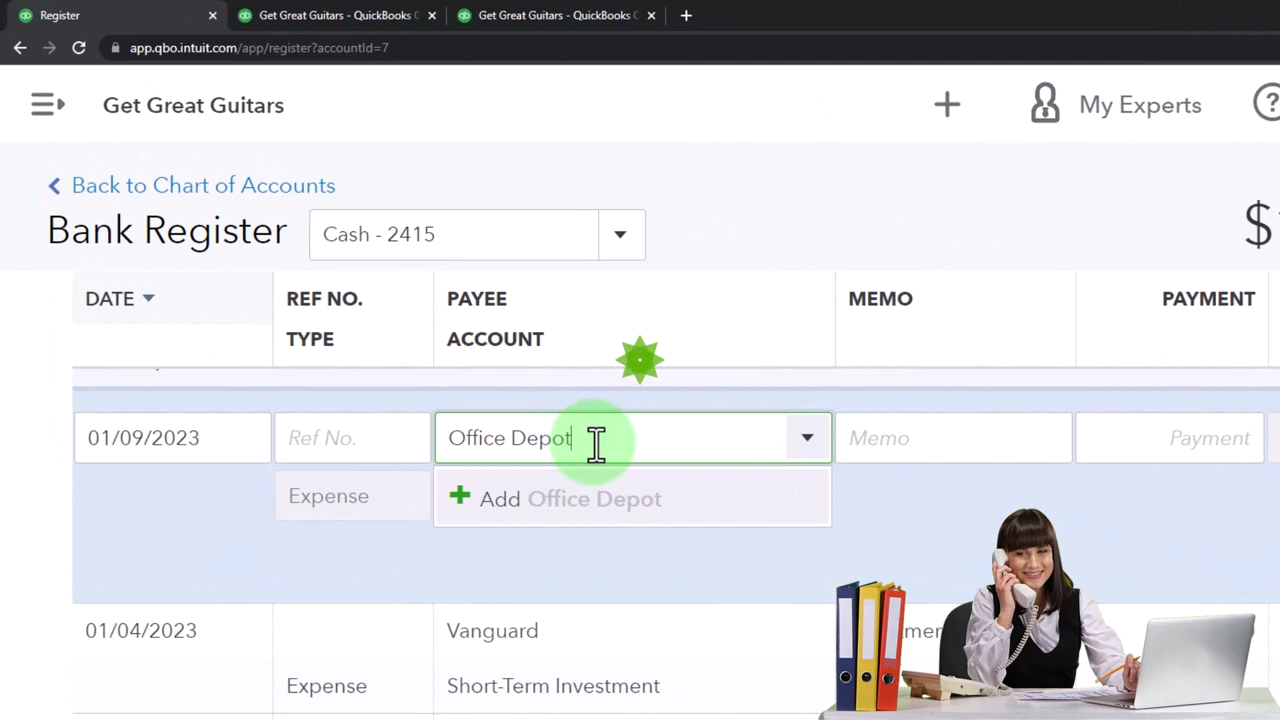 Register
Get Great Guitars - QuickBooks
Get Great Guitars - QuickBooks
app.qbo.intuit.com/app/register?accountId=7
Get Great Guitars
My Experts
Back to Chart of Accounts
Bank Register
Cash - 2415
$
DATE
REF NO.
PAYEE
MEMO
PAYMENT
TYPE
ACCOUNT
01/09/2023
Ref No.
Office Depot
Memo
Payment
Expense
Add Office Depot
01/04/2023
Vanguard
Expense
Short-Term Investment